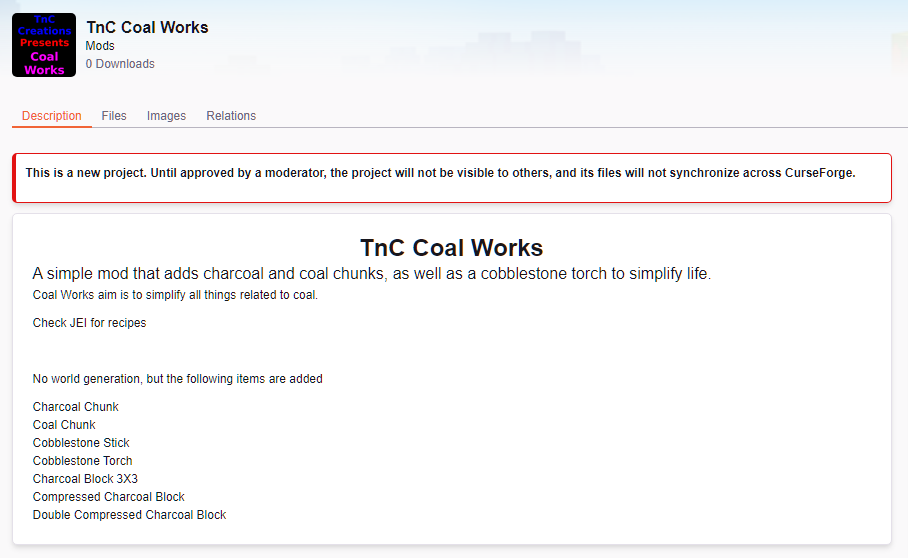 TnC
Creations
Presents
Coal
Works
TnC Coal Works
Mods
0 Downloads
Description Files Images Relations
This is a new project. Until approved by a moderator, the project will not be visible to others, and its files will not synchronize across CurseForge.
TnC Coal Works
A simple mod that adds charcoal and coal chunks, as well as a cobblestone torch to simplify life.
Coal Works aim is to simplify all things related to coal.
Check JEI for recipes
No world generation, but the following items are added
Charcoal Chunk
Coal Chunk
Cobblestone Stick
Cobblestone Torch
Charcoal Block 3X3
Compressed Charcoal Block
Double Compressed Charcoal Block